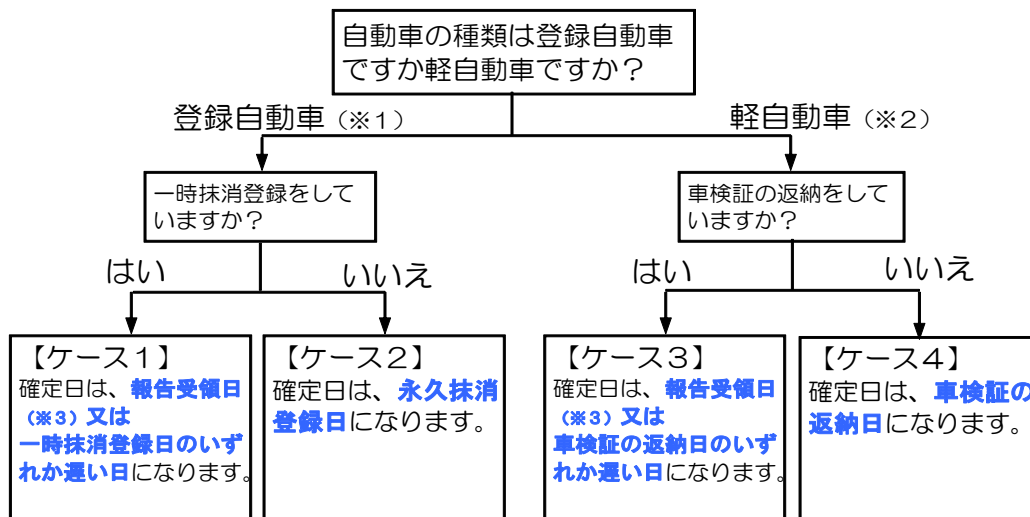 自動車の種類は登録自動車
ですか軽自動車ですか？
登録自動車（※1）
軽自動車（※2）
一時抹消登録をして
いますか？
車検証の返納をして
いますか？
はい
いいえ
はい
いいえ
【ケース1】
確定日は、報告受領日
（※3）又は
一時抹消登録日のいず
れか遅い日になります。
【ケース2】
確定日は、永久抹消
登録日になります。
【ケース3】
確定日は、報告受領日
（※3）又は
車検証の返納日のいず
れか遅い日になります。
【ケース4】
確定日は、車検証の
返納日になります。